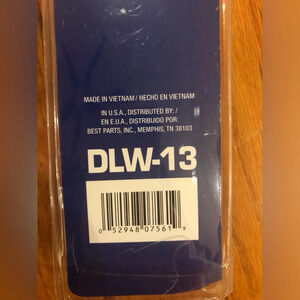 MADE IN VIETNAM / HECHO EN VIETNAM
IN U.S.A., DISTRIBUTED BY: /
EN E.U.A., DISTRIBUIDO POR:
BEST PARTS, INC., MEMPHIS, TN 38103
DLW-13
0 52948 07561 9